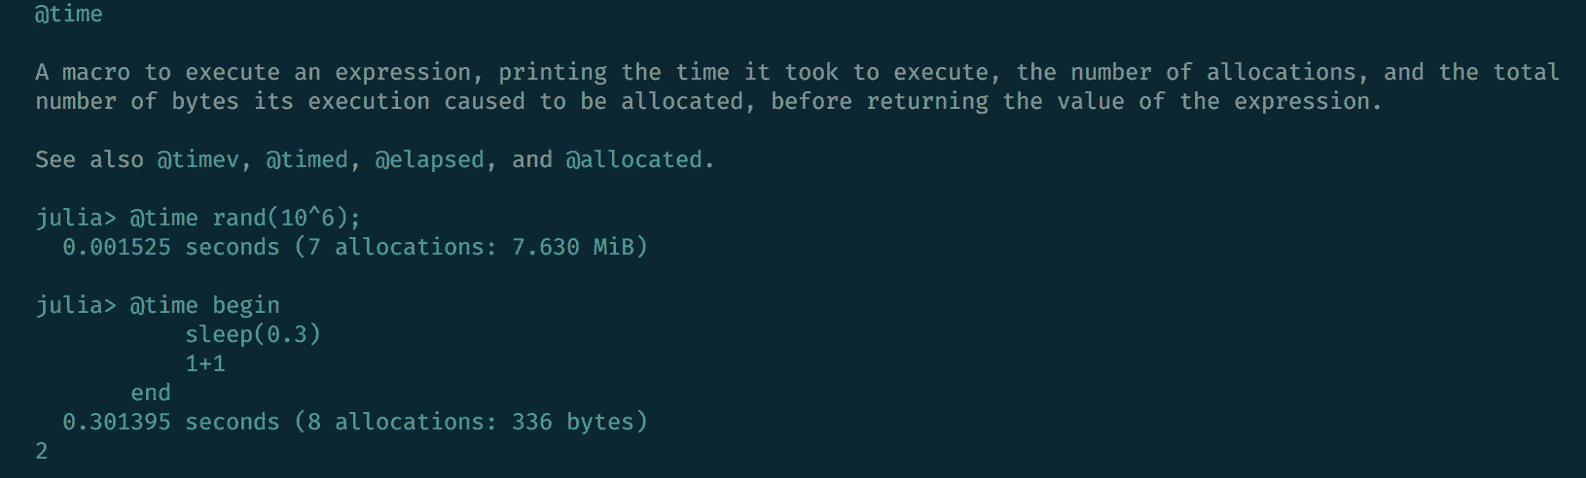 @time
A macro to execute an expression, printing the time it took to execute, the number of allocations, and the total
number of bytes its execution caused to be allocated, before returning the value of the expression.
See also @timev, @timed, @elapsed, and @allocated.
julia> @time rand(10^6);
  0.001525 seconds (7 allocations: 7.630 MiB)
julia> @time begin
           sleep(0.3)
           1+1
       end
  0.301395 seconds (8 allocations: 336 bytes)
2